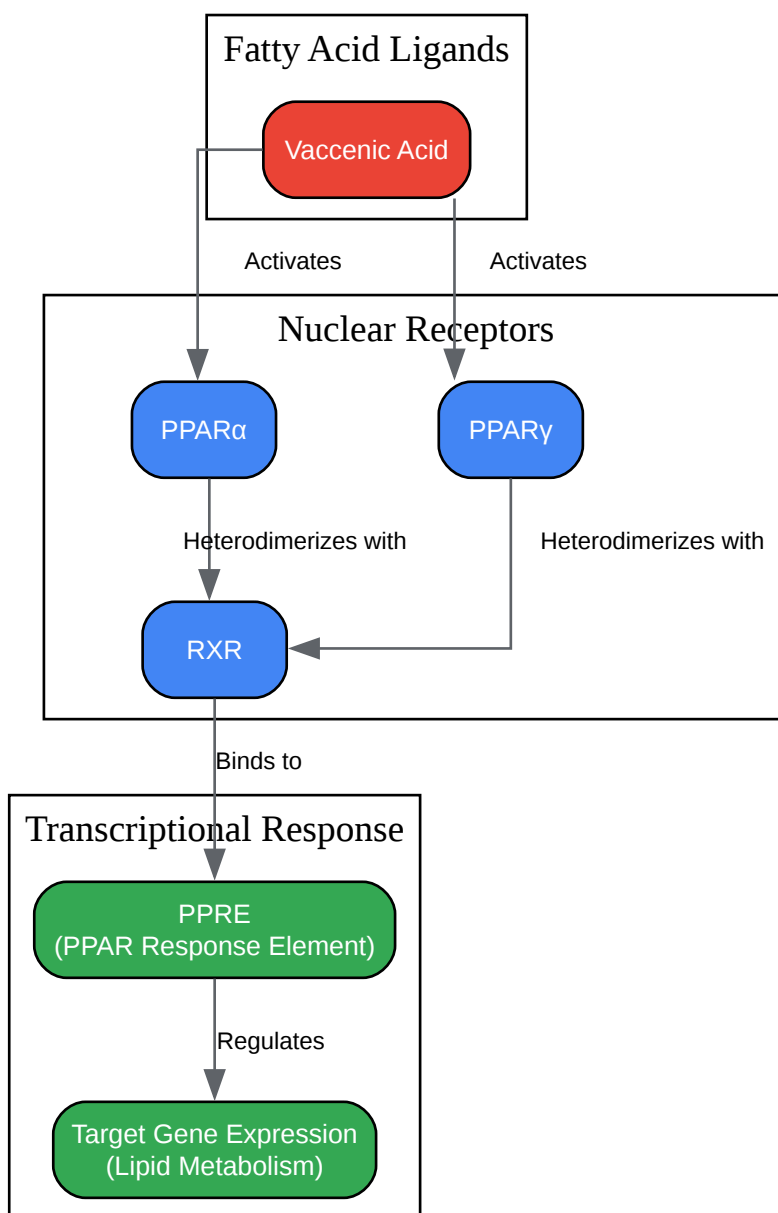 Fatty Acid Ligands
Vaccenic Acid
Activates
Activates
Nuclear Receptors
PPARα
PPARγ
Heterodimerizes with
Heterodimerizes with
RXR
Binds to
Transcriptional Response
PPRE
(PPAR Response Element)
Regulates
Target Gene Expression
(Lipid Metabolism)